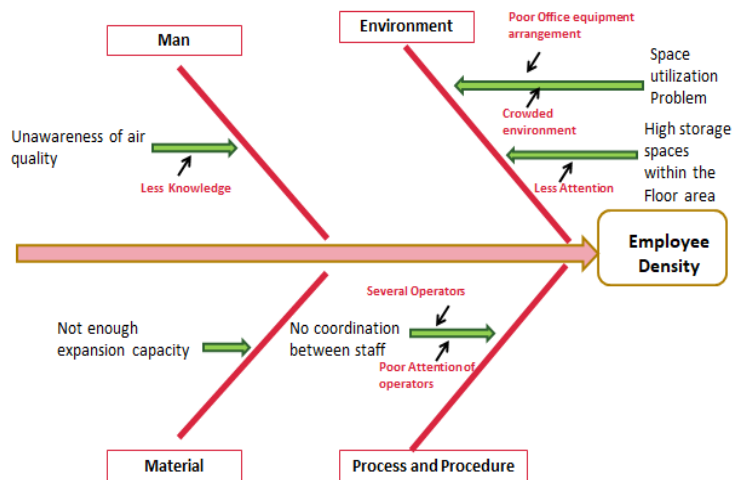 Man
Environment
Poor Office equipment
arrangement
Space
utilization
Problem
Crowded
environment
High storage
spaces
within the
Floor area
Less Attention
Unawareness of air
quality
Less Knowledge
Employee
Density
Several Operators
Not enough
expansion capacity
No coordination
between staff
Poor Attention of
operators
Material
Process and Procedure